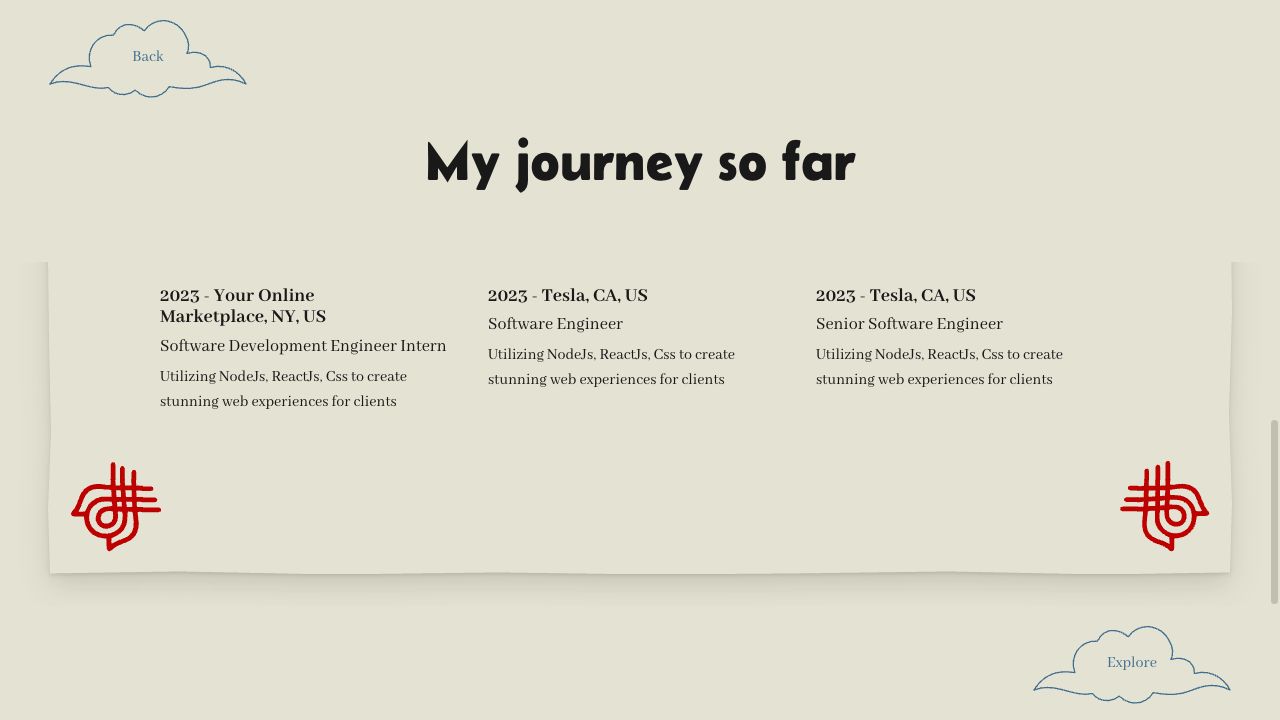 Back
My journey so far
2023 - Your Online
Marketplace, NY, US
Software Development Engineer Intern
Utilizing NodeJs, ReactJs, Css to create
stunning web experiences for clients
2023 - Tesla, CA, US
Software Engineer
Utilizing NodeJs, ReactJs, Css to create
stunning web experiences for clients
2023 - Tesla, CA, US
Senior Software Engineer
Utilizing NodeJs, ReactJs, Css to create
stunning web experiences for clients
Explore